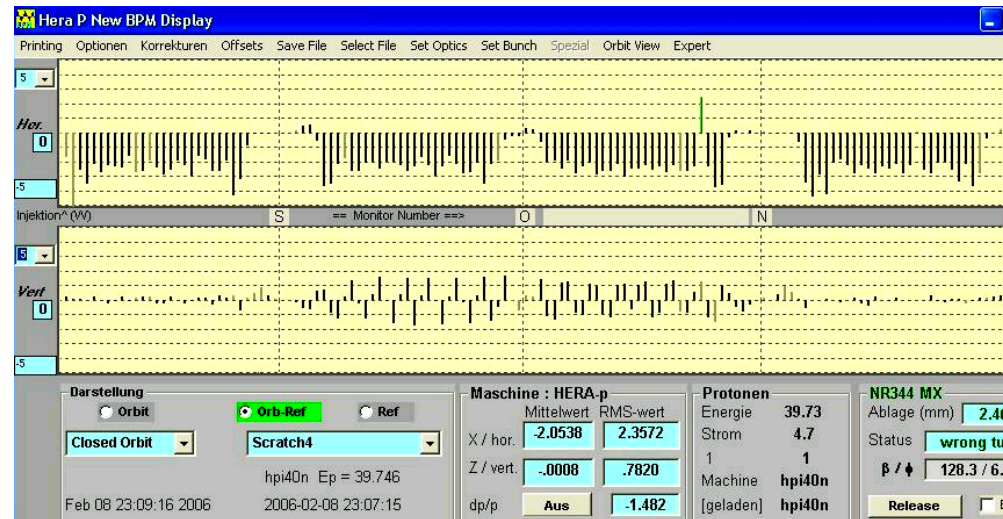 Hera P New BPM Display
Printing Optionen Korrekturen Offsets Save File Select File Set Optics Set Bunch Spezial Orbit View Expert
5
Hor.
0
-5
Injektion^ (W) S == Monitor Number ==> O N
5
Vert
0
-5
Darstellung
Orbit Orb-Ref Ref
Closed Orbit Scratch4
hpi40n Ep = 39.746
Feb 08 23:09:16 2006 2006-02-08 23:07:15
Maschine : HERA-p
Mittelwert RMS-wert
X / hor. -2.0538 2.3572
Z / vert. -.0008 .7820
dp/p Aus -1.482
Protonen
Energie 39.73
Strom 4.7
1 1
Machine hpi40n
[geladen] hpi40n
NR344 MX
Ablage (mm)
Status wrong
β / ϕ 128.3 / 6.
Release